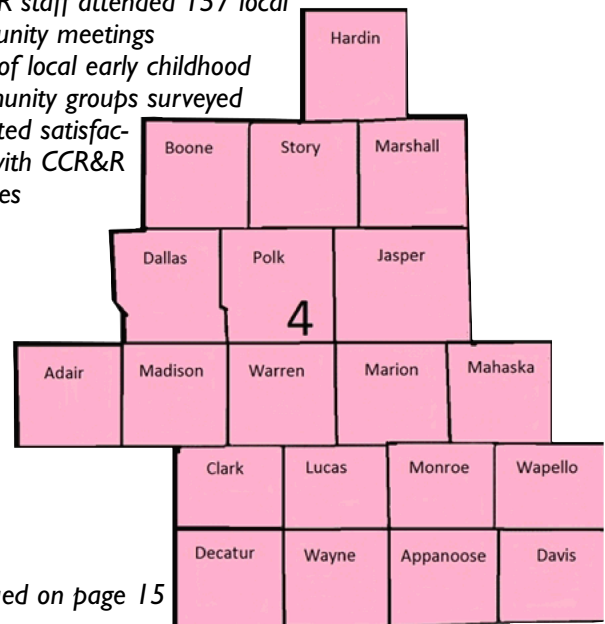 R staff attended 157 local
unity meetings
of local early childhood
munity groups surveyed
ted satisfac-
with CCR&R
es
Hardin
Boone Story Marshall
Dallas Polk Jasper
4
Adair Madison Warren Marion Mahaska
Clark Lucas Monroe Wapello
Decatur Wayne Appanoose Davis
ed on page 15